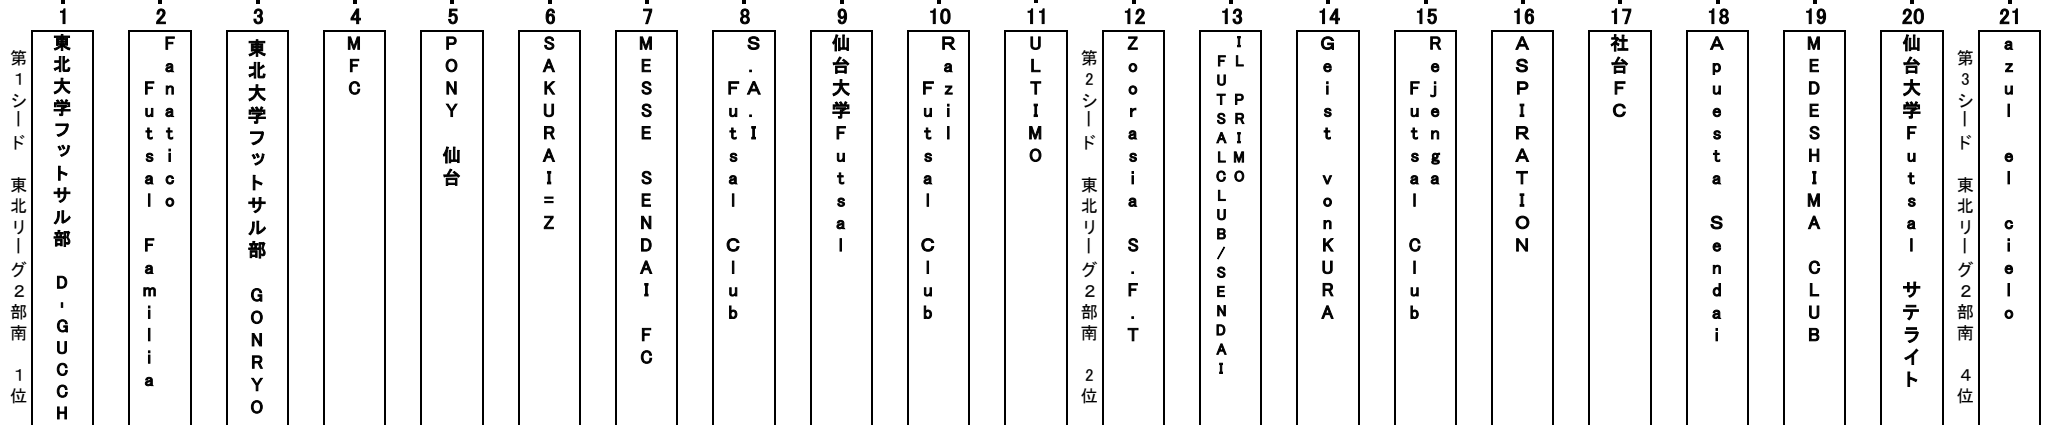 1
第1シード 東北リーグ2部南 1位
東北大学フットサル部 D-GUCCH
2
Fanatico
Futsal Familia
3
東北大学フットサル部 GONRYO
4
MFC
5
PONY 仙台
6
SAKURAI=Z
7
MESSE SENDAI FC
8
S.A.I
Futsal Club
9
仙台大学Futsal
10
Razil
Futsal Club
11
ULTIMO
12
第2シード 東北リーグ2部南 2位
Zoorasia S.F.T
13
IL PRIMO
FUTSALCLUB/SENDAI
14
Geist vonKURA
15
Rejenga
Futsal Club
16
ASPIRATION
17
社台FC
18
Apuesta Sendai
19
MEDESHIMA CLUB
20
仙台大学Futsal サテライト
21
第3シード 東北リーグ2部南 4位
azul el cielo